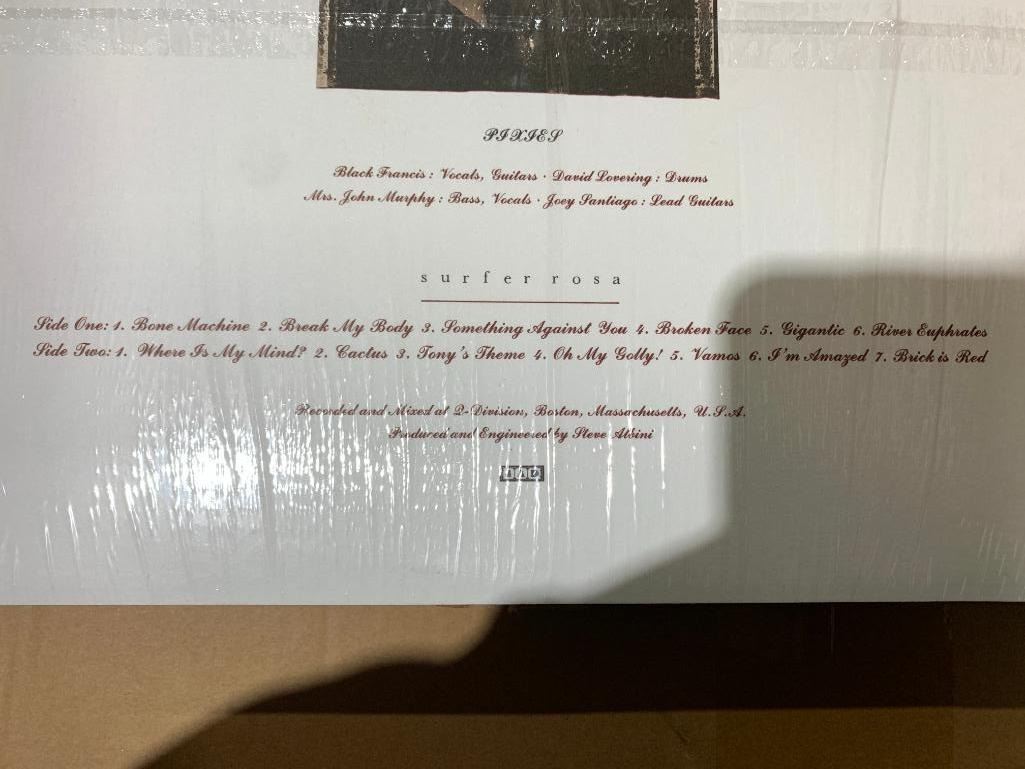 PIXIES
Black Francis : Vocals, Guitars · David Lovering : Drums
Mrs. John Murphy : Bass, Vocals · Joey Santiago : Lead Guitars
surfer rosa
Side One: 1. Bone Machine 2. Break My Body 3. Something Against You 4. Broken Face 5. Gigantic 6. River Euphrates
Side Two: 1. Where Is My Mind? 2. Cactus 3. Tony's Theme 4. Oh My Golly! 5. Vamos 6. I'm Amazed 7. Brick is Red
Recorded and Mixed at Q-Division, Boston, Massachusetts, U.S.A.
Produced and Engineered by Steve Albini